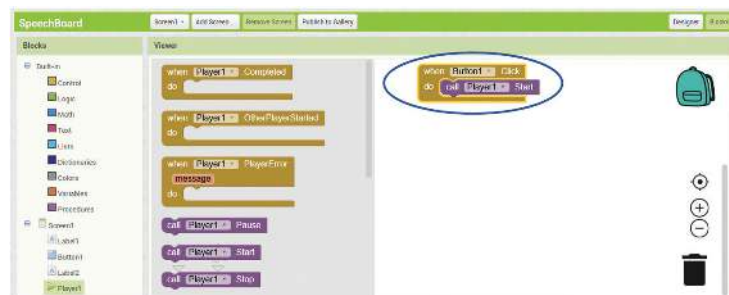 SpeechBoard
Screen1 Add Screen Remove Screen Publish to Gallery
Designer
Blocks
Viewer
Built-in
Control
Logic
Math
Text
Lists
Dictionaries
Colors
Variables
Procedures
Screen1
Label1
Button1
Label2
Player1
when Player1 Completed
do
when Player1 OtherPlayerStarted
do
when Player1 PlayerError
message
do
call Player1 Pause
call Player1 Start
call Player1 Stop
when Button1 Click
do call Player1 Start